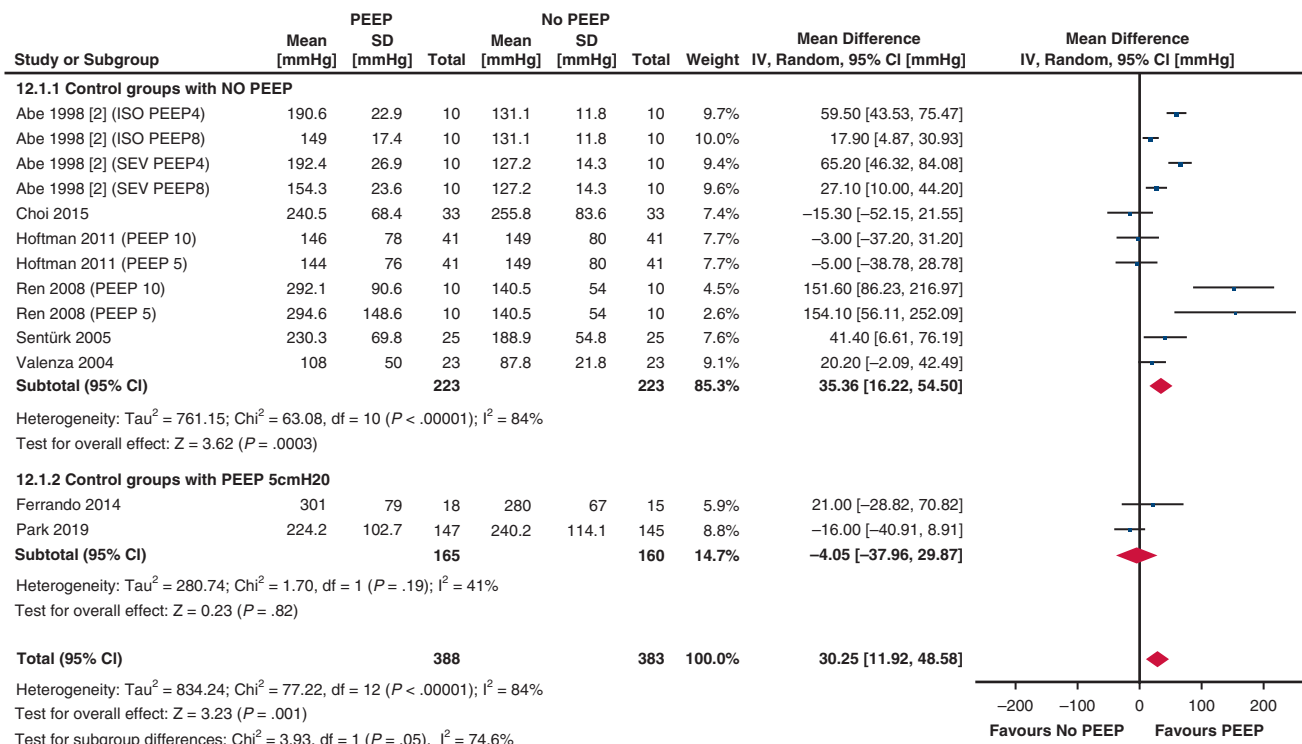 PEEP No PEEP
Mean SD Mean SD Mean Difference Mean Difference
Study or Subgroup [mmHg] [mmHg] Total [mmHg] [mmHg] Total Weight IV, Random, 95% CI [mmHg] IV, Random, 95% CI [mmHg]
12.1.1 Control groups with NO PEEP
Abe 1998 [2] (ISO PEEP4) 190.6 22.9 10 131.1 11.8 10 9.7% 59.50 [43.53, 75.47]
Abe 1998 [2] (ISO PEEP8) 149 17.4 10 131.1 11.8 10 10.0% 17.90 [4.87, 30.93]
Abe 1998 [2] (SEV PEEP4) 192.4 26.9 10 127.2 14.3 10 9.4% 65.20 [46.32, 84.08]
Abe 1998 [2] (SEV PEEP8) 154.3 23.6 10 127.2 14.3 10 9.6% 27.10 [10.00, 44.20]
Choi 2015 240.5 68.4 33 255.8 83.6 33 7.4% −15.30 [−52.15, 21.55]
Hoftman 2011 (PEEP 10) 146 78 41 149 80 41 7.7% −3.00 [−37.20, 31.20]
Hoftman 2011 (PEEP 5) 144 76 41 149 80 41 7.7% −5.00 [−38.78, 28.78]
Ren 2008 (PEEP 10) 292.1 90.6 10 140.5 54 10 4.5% 151.60 [86.23, 216.97]
Ren 2008 (PEEP 5) 294.6 148.6 10 140.5 54 10 2.6% 154.10 [56.11, 252.09]
Sentürk 2005 230.3 69.8 25 188.9 54.8 25 7.6% 41.40 [6.61, 76.19]
Valenza 2004 108 50 23 87.8 21.8 23 9.1% 20.20 [−2.09, 42.49]
Subtotal (95% CI) 223 223 85.3% 35.36 [16.22, 54.50]
Heterogeneity: Tau² = 761.15; Chi² = 63.08, df = 10 (P < .00001); I² = 84%
Test for overall effect: Z = 3.62 (P = .0003)
12.1.2 Control groups with PEEP 5cmH20
Ferrando 2014 301 79 18 280 67 15 5.9% 21.00 [−28.82, 70.82]
Park 2019 224.2 102.7 147 240.2 114.1 145 8.8% −16.00 [−40.91, 8.91]
Subtotal (95% CI) 165 160 14.7% −4.05 [−37.96, 29.87]
Heterogeneity: Tau² = 280.74; Chi² = 1.70, df = 1 (P = .19); I² = 41%
Test for overall effect: Z = 0.23 (P = .82)
Total (95% CI) 388 383 100.0% 30.25 [11.92, 48.58]
Heterogeneity: Tau² = 834.24; Chi² = 77.22, df = 12 (P < .00001); I² = 84%
Test for overall effect: Z = 3.23 (P = .001)
Test for subgroup differences: Chi² = 3.93, df = 1 (P = .05), I² = 74.6%
−200 −100 0 100 200
Favours No PEEP Favours PEEP